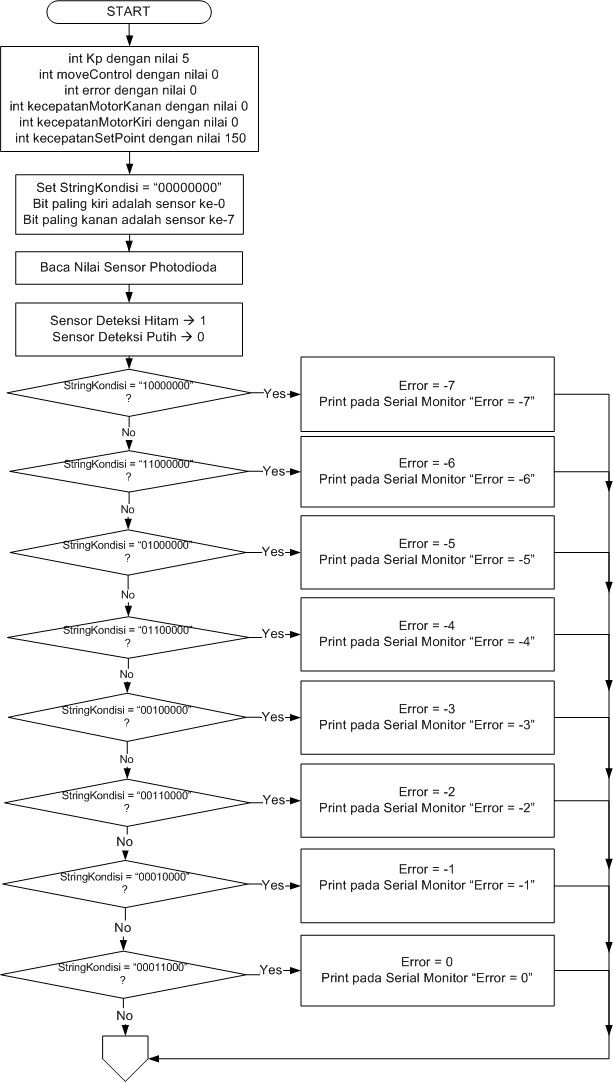 START
int Kp dengan nilai 5
int moveControl dengan nilai 0
int error dengan nilai 0
int kecepatanMotorKanan dengan nilai 0
int kecepatanMotorKiri dengan nilai 0
int kecepatanSetPoint dengan nilai 150
Set StringKondisi = “00000000”
Bit paling kiri adalah sensor ke-0
Bit paling kanan adalah sensor ke-7
Baca Nilai Sensor Photodioda
Sensor Deteksi Hitam → 1
Sensor Deteksi Putih → 0
StringKondisi = “10000000”
?
Yes
Error = -7
Print pada Serial Monitor “Error = -7”
No
StringKondisi = “11000000”
?
Yes
Error = -6
Print pada Serial Monitor “Error = -6”
No
StringKondisi = “01000000”
?
Yes
Error = -5
Print pada Serial Monitor “Error = -5”
No
StringKondisi = “01100000”
?
Yes
Error = -4
Print pada Serial Monitor “Error = -4”
No
StringKondisi = “00100000”
?
Yes
Error = -3
Print pada Serial Monitor “Error = -3”
No
StringKondisi = “00110000”
?
Yes
Error = -2
Print pada Serial Monitor “Error = -2”
No
StringKondisi = “00010000”
?
Yes
Error = -1
Print pada Serial Monitor “Error = -1”
No
StringKondisi = “00011000”
?
Yes
Error = 0
Print pada Serial Monitor “Error = 0”
No